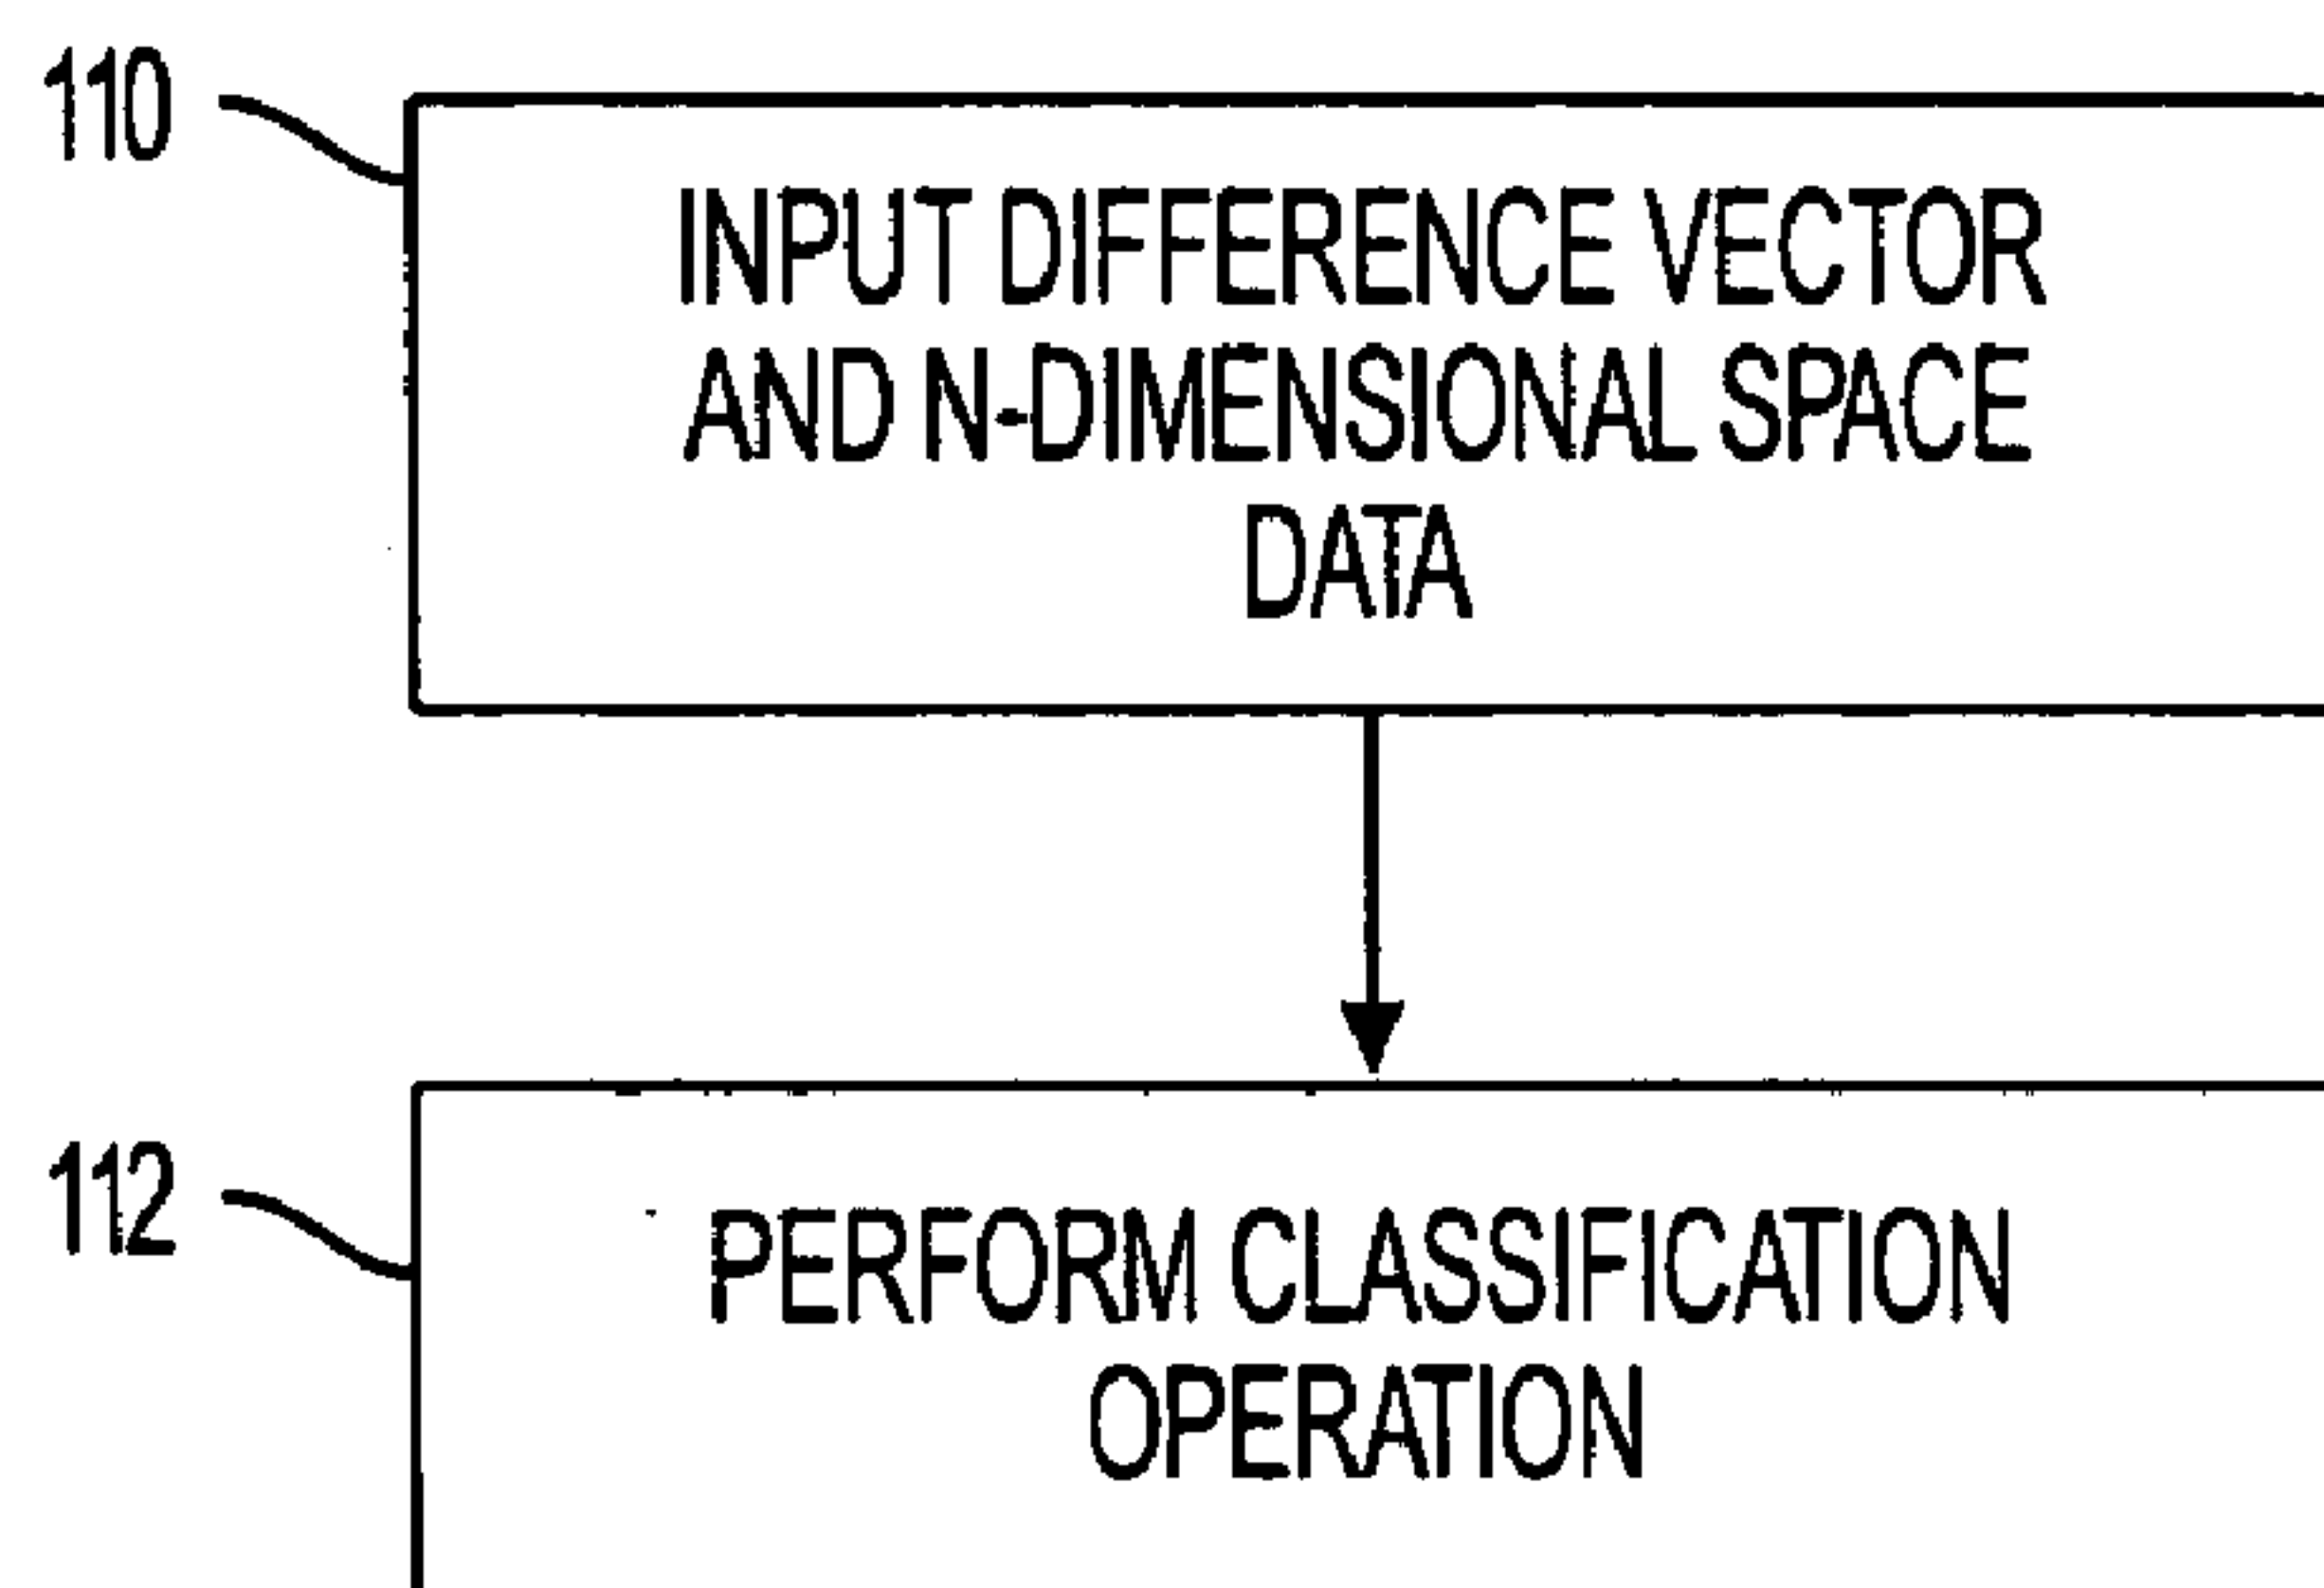 110
INPUT DIFFERENCE VECTOR
AND N-DIMENSIONAL SPACE
DATA
112
PERFORM CLASSIFICATION
OPERATION